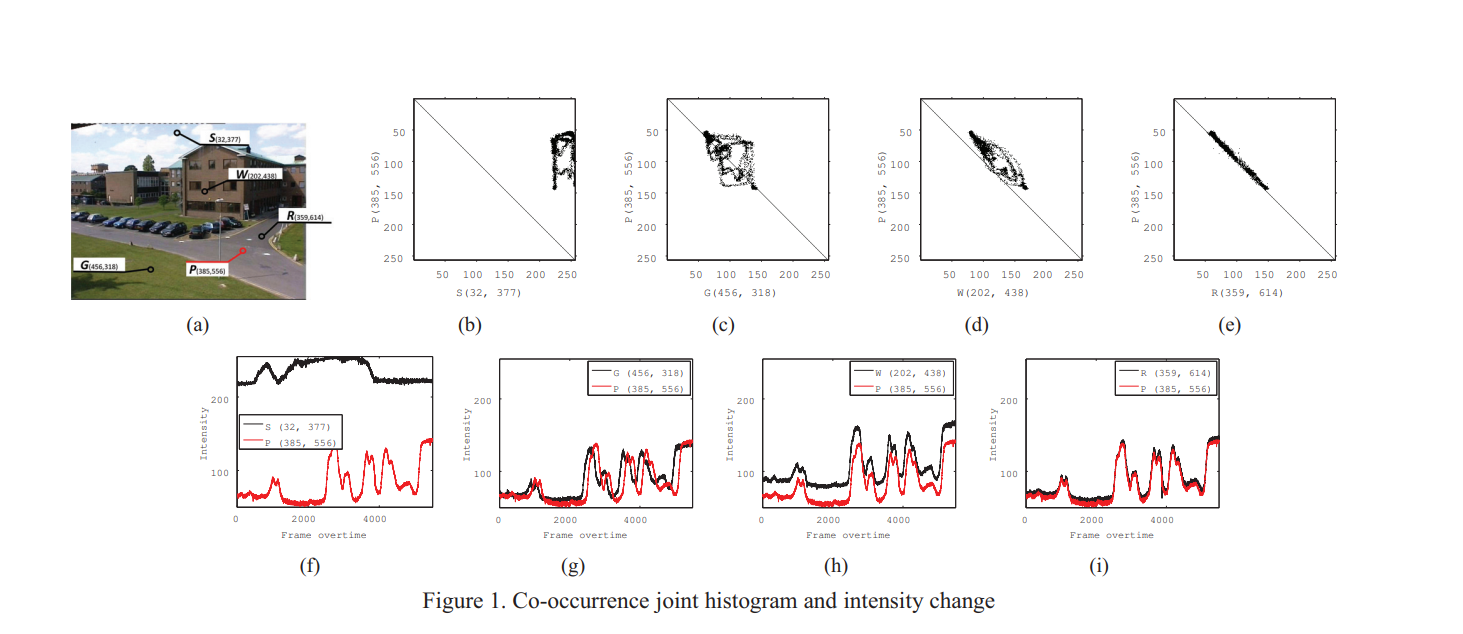 S(32,377)
W(202,438)
R(359,614)
G(456,318)
P(385,556)
(a)
50
100
150
200
250
P(385, 556)
50 100 150 200 250
S(32, 377)
(b)
50
100
150
200
250
P(385, 556)
50 100 150 200 250
G(456, 318)
(c)
50
100
150
200
250
P(385, 556)
50 100 150 200 250
W(202, 438)
(d)
50
100
150
200
250
P(385, 556)
50 100 150 200 250
R(359, 614)
(e)
200
100
Intensity
S (32, 377)
P (385, 556)
0 2000 4000
Frame overtime
(f)
200
100
Intensity
G (456, 318)
P (385, 556)
0 2000 4000
Frame overtime
(g)
200
100
Intensity
W (202, 438)
P (385, 556)
0 2000 4000
Frame overtime
(h)
200
100
Intensity
R (359, 614)
P (385, 556)
0 2000 4000
Frame overtime
(i)
Figure 1. Co-occurrence joint histogram and intensity change